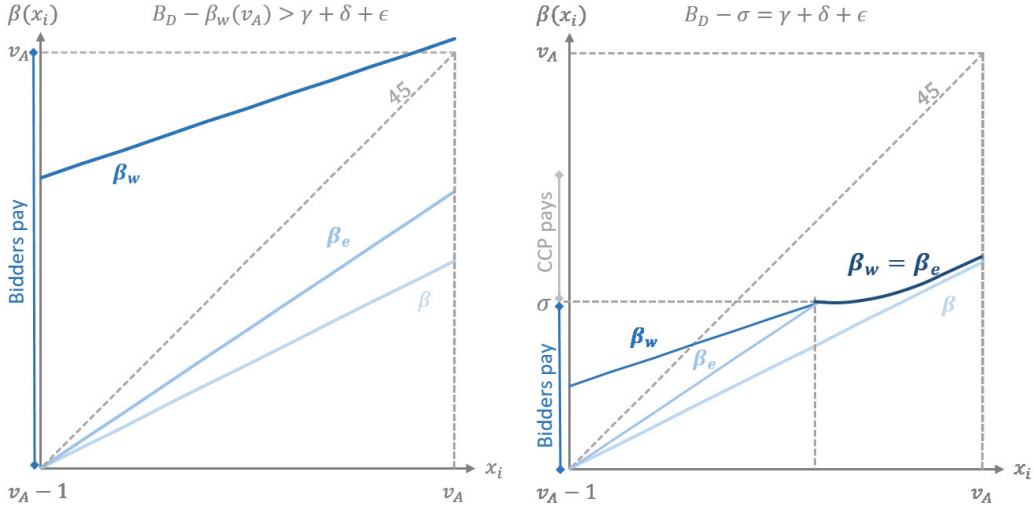 β(x_i)
B_D − β_w(v_A) > γ + δ + ϵ
v_A
45
β_w
β_e
β
Bidders pay
x_i
v_A − 1
v_A
β(x_i)
B_D − σ = γ + δ + ϵ
v_A
45
CCP pays
β_w = β_e
σ
β
β_w
β_e
Bidders pay
x_i
v_A − 1
v_A